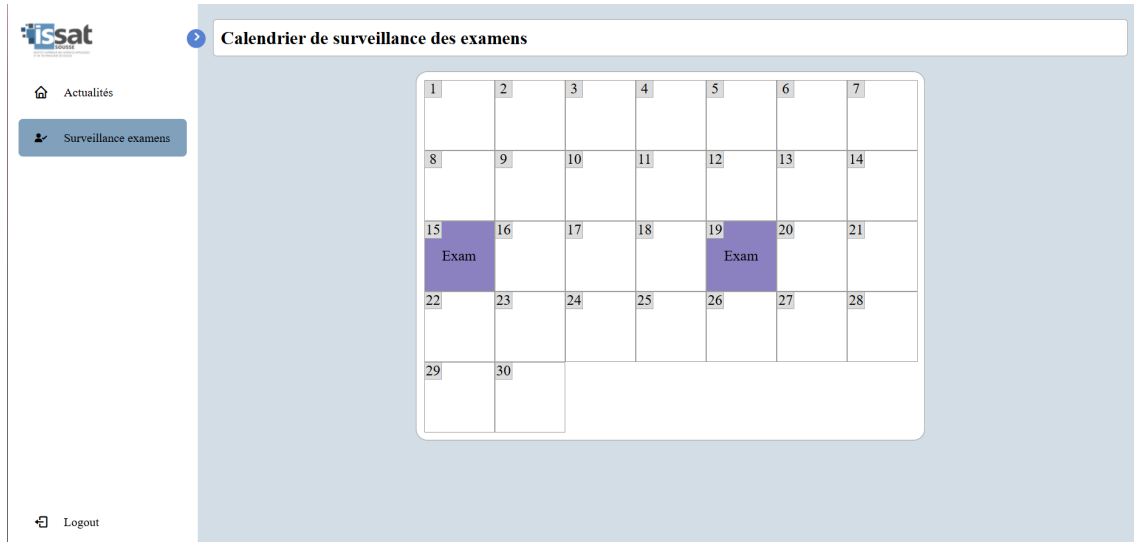 issat
SOUSSE
Calendrier de surveillance des examens
Actualités
Surveillance examens
1 2 3 4 5 6 7
8 9 10 11 12 13 14
15 16 17 18 19 20 21
Exam Exam
22 23 24 25 26 27 28
29 30
Logout